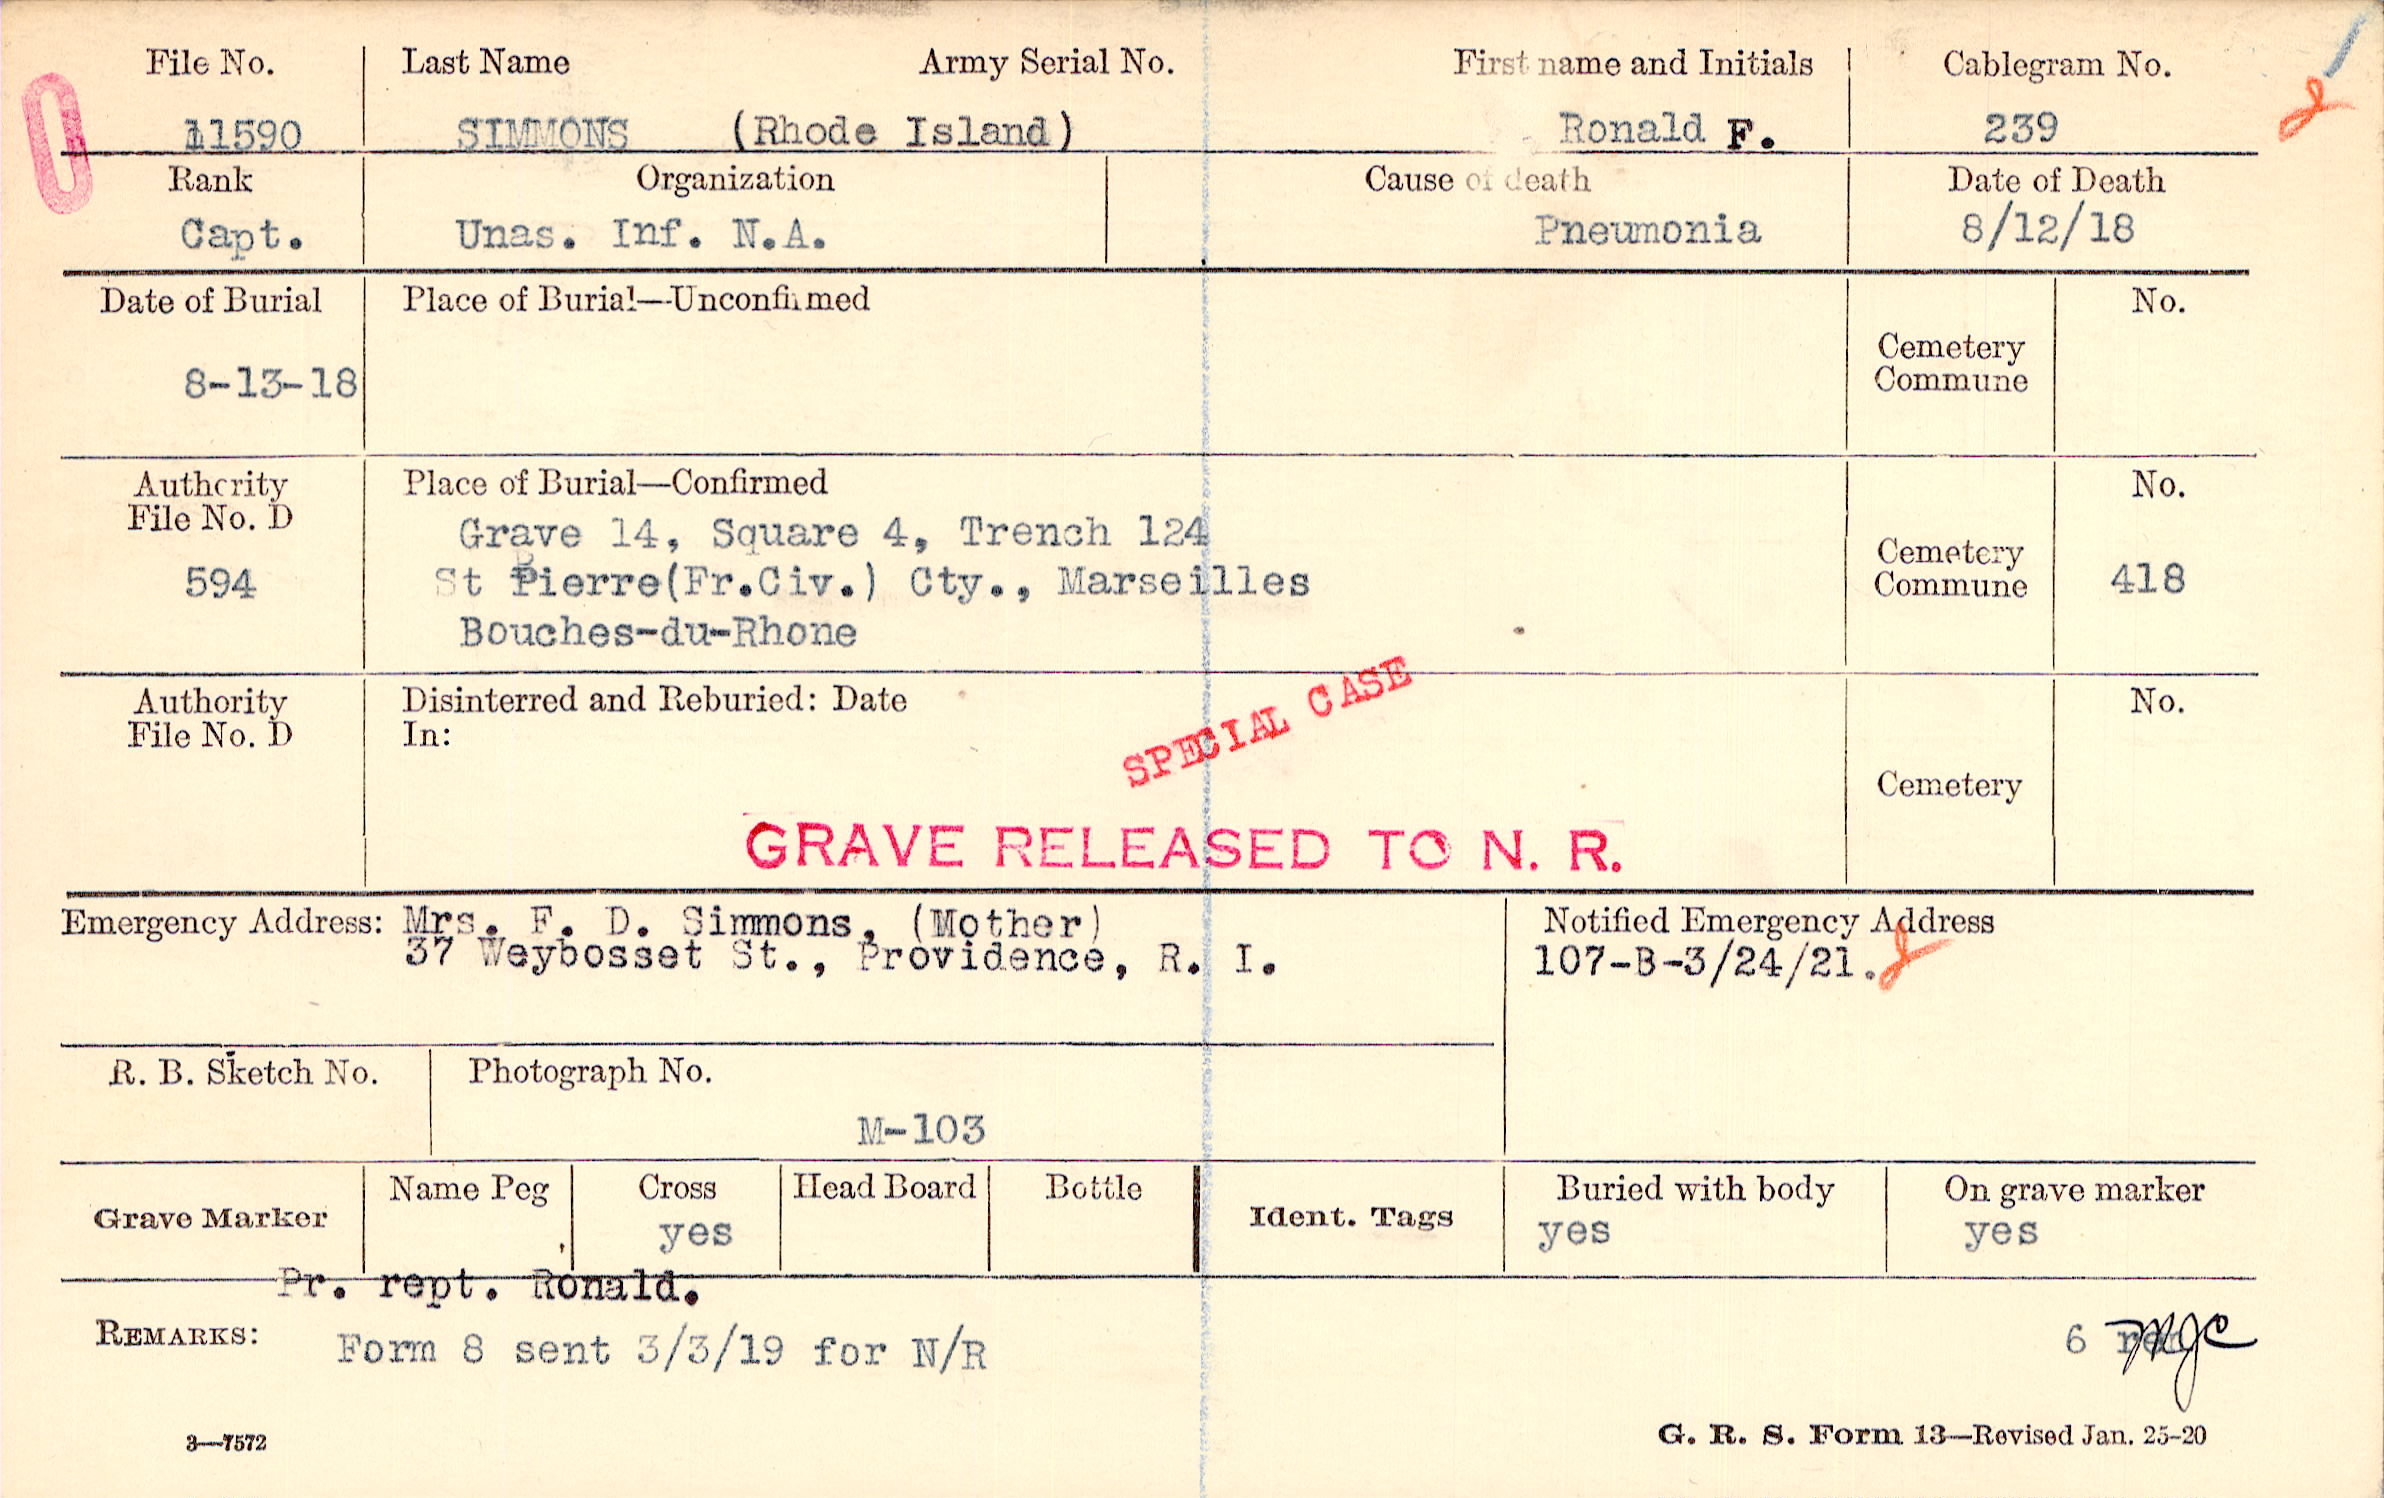 File No. Last Name Army Serial No. First name and Initials Cablegram No.
11590 SIMMONS (Rhode Island) Ronald F. 239
Rank Organization Cause of death Date of Death
Capt. Unas. Inf. N.A. Pneumonia 8/12/18
Date of Burial Place of Burial—Unconfirmed No.
Cemetery
Commune
8-13-18
Authority Place of Burial—Confirmed No.
File No. D
Grave 14, Square 4, Trench 124
594 St Pierre(Fr.Civ.) Cty., Marseilles Cemetery
Commune 418
Bouches-du-Rhone
Authority Disinterred and Reburied: Date No.
File No. D In:
SPECIAL CASE
Cemetery
GRAVE RELEASED TO N. R.
Emergency Address: Mrs. F. D. Simmons, (Mother) Notified Emergency Address
37 Weybosset St., Providence, R. I. 107-B-3/24/21.
R. B. Sketch No. Photograph No.
M-103
Grave Marker Name Peg Cross Head Board Bottle Ident. Tags Buried with body On grave marker
yes yes yes
Pr. rept. Ronald.
REMARKS: Form 8 sent 3/3/19 for N/R 6 MJC
3—7572 G. R. S. Form 13—Revised Jan. 25-20